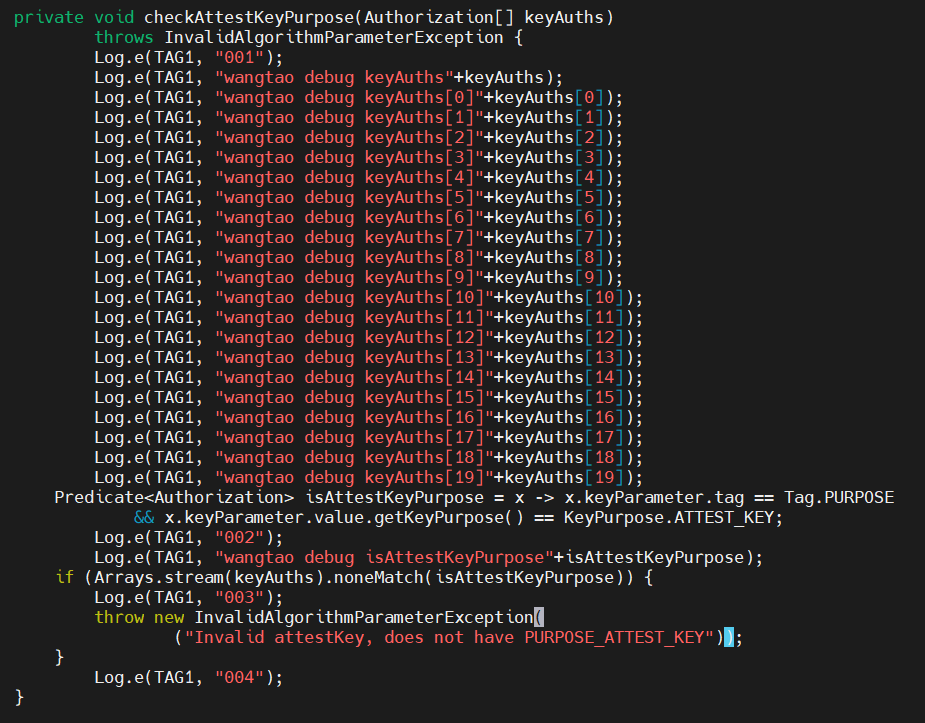 private void checkAttestKeyPurpose(Authorization[] keyAuths)
        throws InvalidAlgorithmParameterException {
        Log.e(TAG1, "001");
        Log.e(TAG1, "wangtao debug keyAuths"+keyAuths);
        Log.e(TAG1, "wangtao debug keyAuths[0]"+keyAuths[0]);
        Log.e(TAG1, "wangtao debug keyAuths[1]"+keyAuths[1]);
        Log.e(TAG1, "wangtao debug keyAuths[2]"+keyAuths[2]);
        Log.e(TAG1, "wangtao debug keyAuths[3]"+keyAuths[3]);
        Log.e(TAG1, "wangtao debug keyAuths[4]"+keyAuths[4]);
        Log.e(TAG1, "wangtao debug keyAuths[5]"+keyAuths[5]);
        Log.e(TAG1, "wangtao debug keyAuths[6]"+keyAuths[6]);
        Log.e(TAG1, "wangtao debug keyAuths[7]"+keyAuths[7]);
        Log.e(TAG1, "wangtao debug keyAuths[8]"+keyAuths[8]);
        Log.e(TAG1, "wangtao debug keyAuths[9]"+keyAuths[9]);
        Log.e(TAG1, "wangtao debug keyAuths[10]"+keyAuths[10]);
        Log.e(TAG1, "wangtao debug keyAuths[11]"+keyAuths[11]);
        Log.e(TAG1, "wangtao debug keyAuths[12]"+keyAuths[12]);
        Log.e(TAG1, "wangtao debug keyAuths[13]"+keyAuths[13]);
        Log.e(TAG1, "wangtao debug keyAuths[14]"+keyAuths[14]);
        Log.e(TAG1, "wangtao debug keyAuths[15]"+keyAuths[15]);
        Log.e(TAG1, "wangtao debug keyAuths[16]"+keyAuths[16]);
        Log.e(TAG1, "wangtao debug keyAuths[17]"+keyAuths[17]);
        Log.e(TAG1, "wangtao debug keyAuths[18]"+keyAuths[18]);
        Log.e(TAG1, "wangtao debug keyAuths[19]"+keyAuths[19]);
    Predicate<Authorization> isAttestKeyPurpose = x -> x.keyParameter.tag == Tag.PURPOSE
            && x.keyParameter.value.getKeyPurpose() == KeyPurpose.ATTEST_KEY;
        Log.e(TAG1, "002");
        Log.e(TAG1, "wangtao debug isAttestKeyPurpose"+isAttestKeyPurpose);
    if (Arrays.stream(keyAuths).noneMatch(isAttestKeyPurpose)) {
        Log.e(TAG1, "003");
        throw new InvalidAlgorithmParameterException(
                ("Invalid attestKey, does not have PURPOSE_ATTEST_KEY"));
    }
        Log.e(TAG1, "004");
}